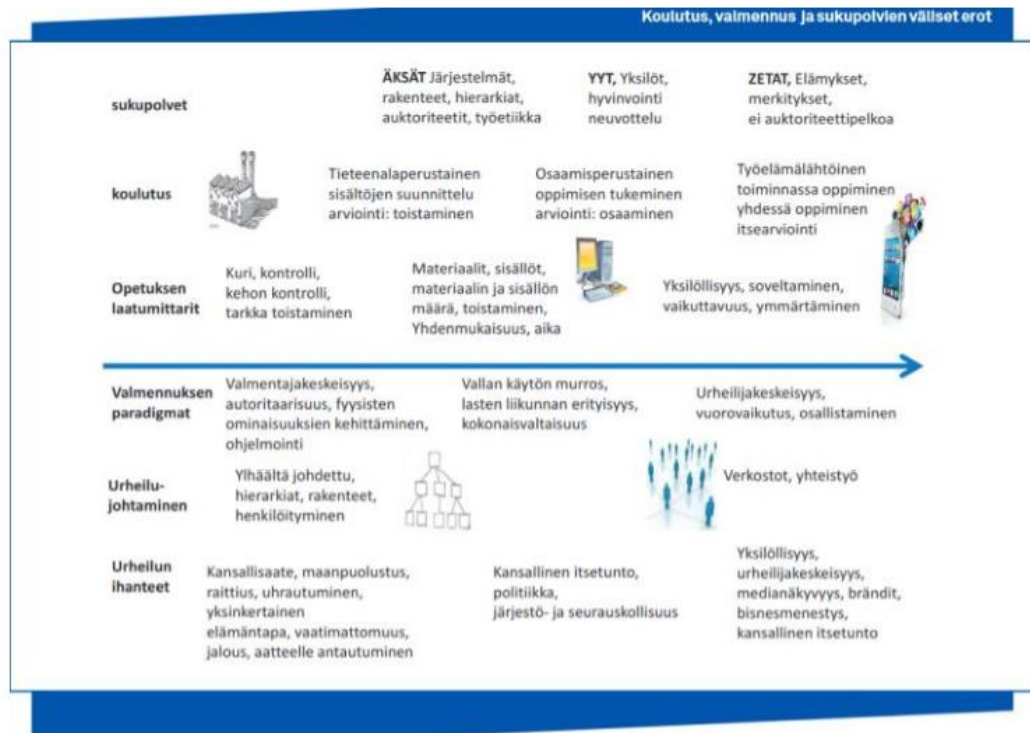 Koulutus, valmennus ja sukupolvien väliset erot
sukupolvet
ÄKSÄT Järjestelmät,
rakenteet, hierarkiat,
auktoriteetit, työetiikka
YYT, Yksilöt,
hyvinvointi
neuvottelu
ZETAT, Elämykset,
merkitykset,
ei auktoriteettipelkoa
koulutus
Tieteenalaperustainen
sisältöjen suunnittelu
arviointi: toistaminen
Osaamisperustainen
oppimisen tukeminen
arviointi: osaaminen
Työelämälähtöinen
toiminnassa oppiminen
yhdessä oppiminen
itsearviointi
Opetuksen
laatumittarit
Kuri, kontrolli,
kehon kontrolli,
tarkka toistaminen
Materiaalit, sisällöt,
materiaalin ja sisällön
määrä, toistaminen,
Yhdenmukaisuus, aika
Yksilöllisyys, soveltaminen,
vaikuttavuus, ymmärtäminen
Valmennuksen
paradigmat
Valmentajakeskeisyys,
autoritaarisuus, fyysisten
ominaisuuksien kehittäminen,
ohjelmointi
Vallan käytön murros,
lasten liikunnan erityisyys,
kokonaisvaltaisuus
Urheilijakeskeisyys,
vuorovaikutus, osallistaminen
Urheilu-
johtaminen
Ylhäältä johdettu,
hierarkiat, rakenteet,
henkilöityminen
Verkostot, yhteistyö
Urheilun
ihanteet
Kansallisaate, maanpuolustus,
raittius, uhrautuminen,
yksinkertainen
elämäntapa, vaatimattomuus,
jalous, aatteelle antautuminen
Kansallinen itsetunto,
politiikka,
järjestö- ja seurauskollisuus
Yksilöllisyys,
urheilijakeskeisyys,
medianäkyvyys, brändit,
bisnesmenestys,
kansallinen itsetunto